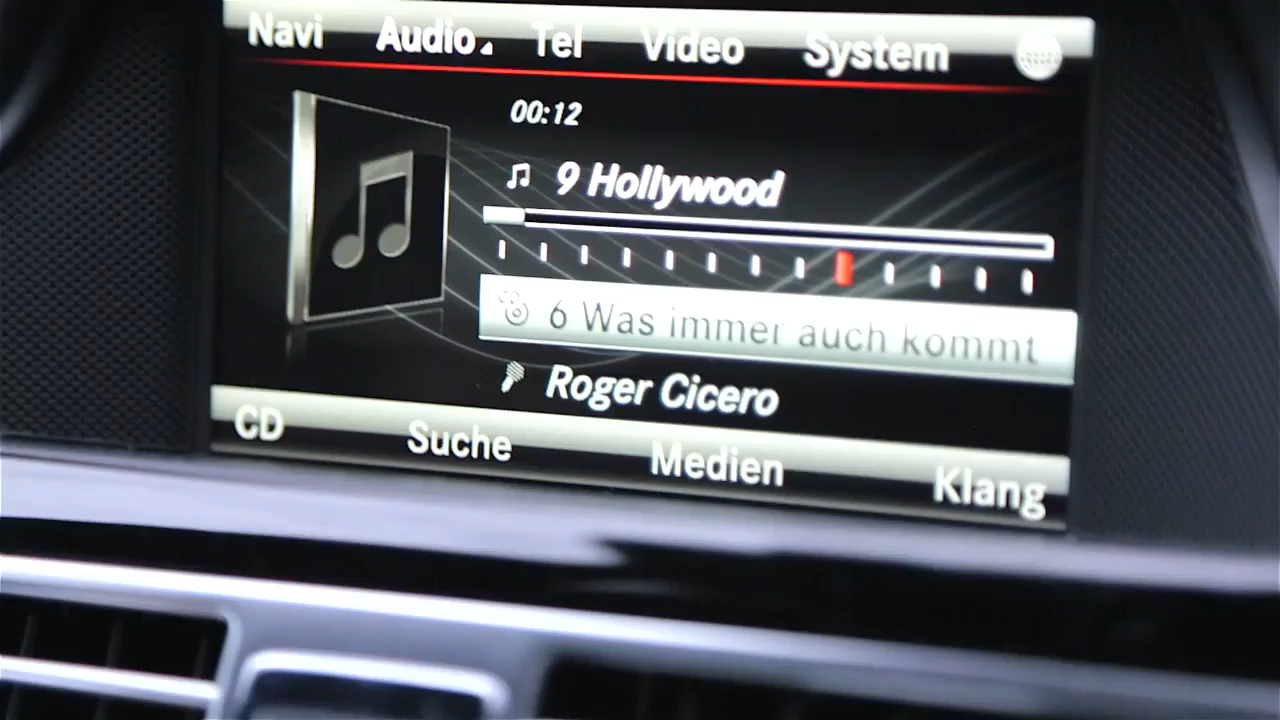 Navi Audio Tel Video System
00:12
9 Hollywood
6 Was immer auch kommt
Roger Cicero
CD Suche Medien Klang